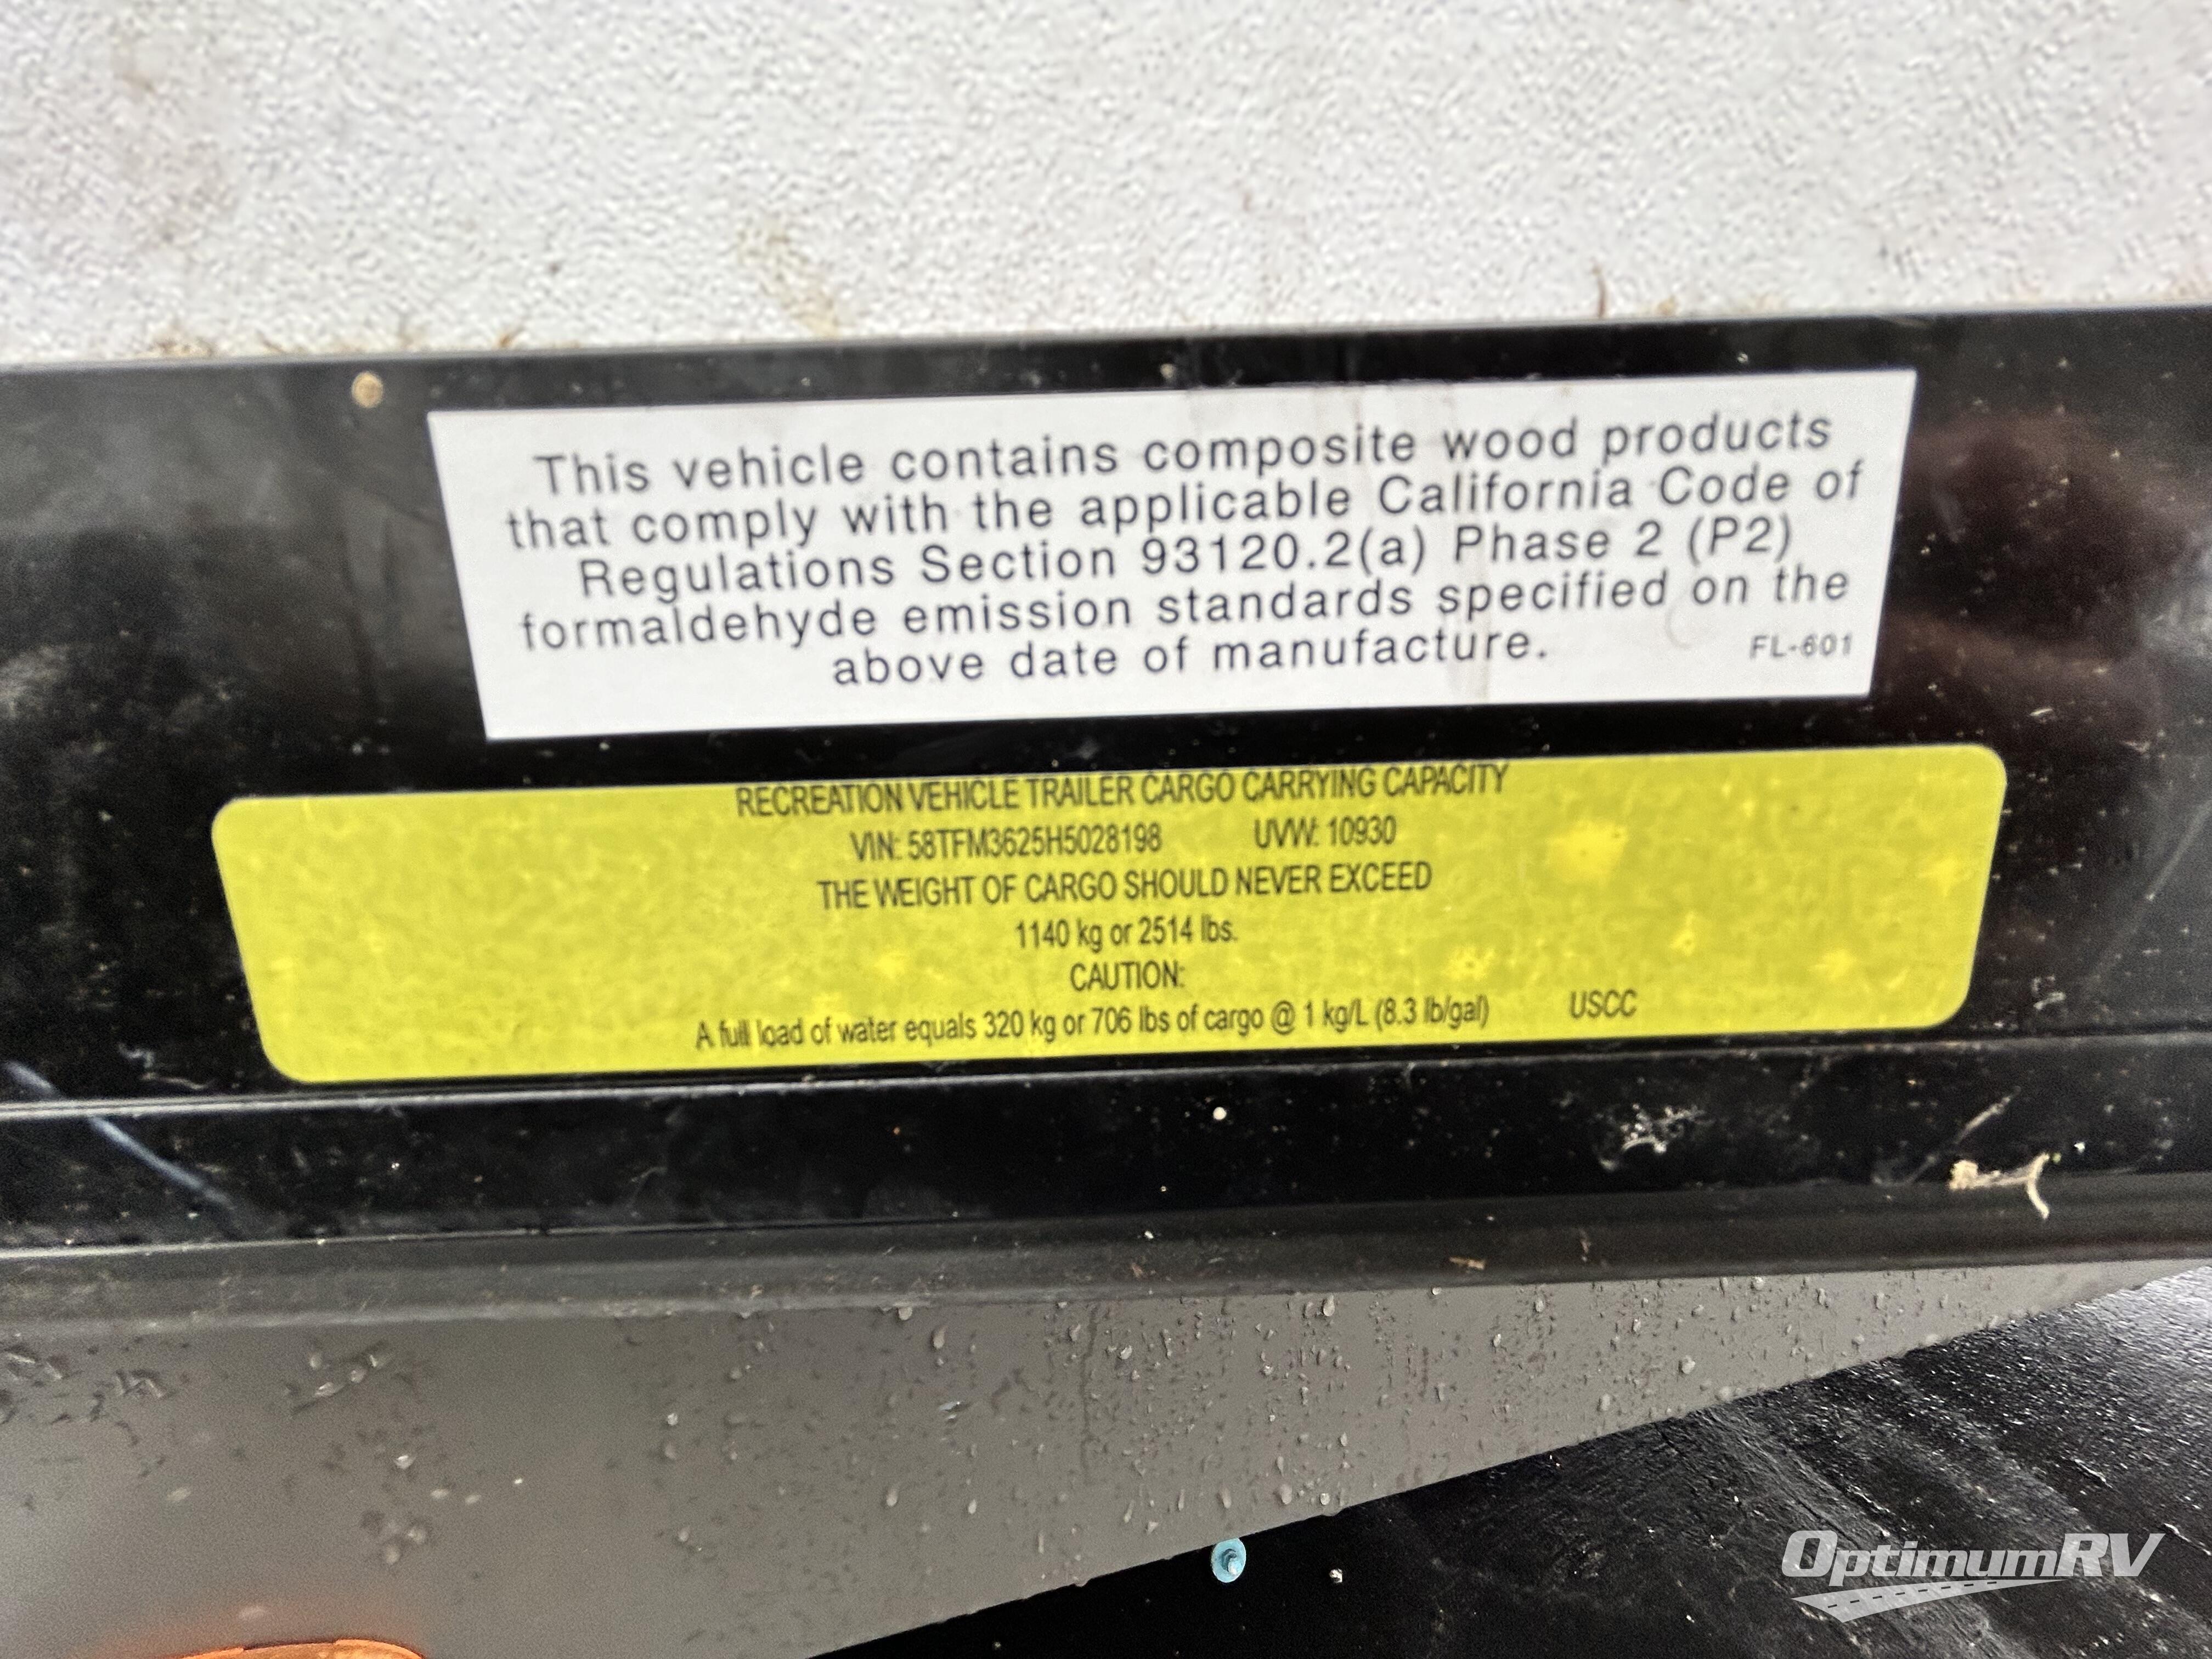 This vehicle contains composite wood products
that comply with the applicable California Code of
Regulations Section 93120.2(a) Phase 2 (P2)
formaldehyde emission standards specified on the
above date of manufacture. FL-601
RECREATION VEHICLE TRAILER CARGO CARRYING CAPACITY
VIN: 58TFM3625H5028198 UVW: 10930
THE WEIGHT OF CARGO SHOULD NEVER EXCEED
1140 kg or 2514 lbs.
CAUTION:
A full load of water equals 320 kg or 706 lbs of cargo @ 1 kg/L (8.3 lb/gal) USCC
OptimumRV